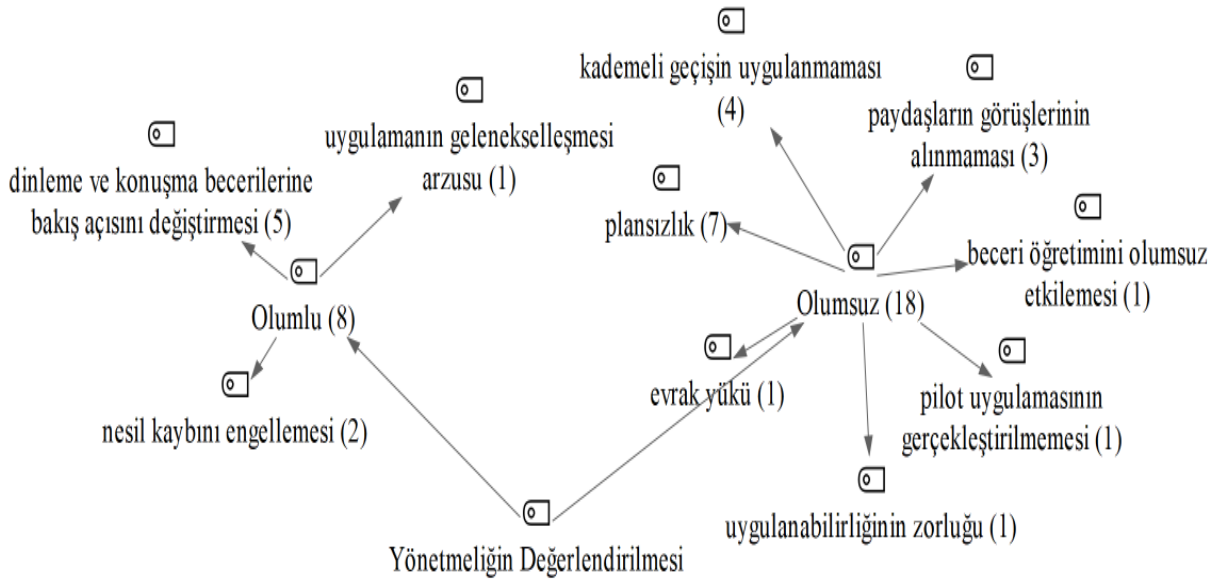 kademeli geçişin uygulanmaması
(4)
paydaşların görüşlerinin
alınmaması (3)
uygulamanın gelenekselleşmesi
arzusu (1)
dinleme ve konuşma becerilerine
bakış açısını değiştirmesi (5)
plansızlık (7)
beceri öğretimini olumsuz
etkilemesi (1)
Olumlu (8)
Olumsuz (18)
evrak yükü (1)
pilot uygulamasının
gerçekleştirilmemesi (1)
nesil kaybını engellemesi (2)
uygulanabilirliğinin zorluğu (1)
Yönetmeliğin Değerlendirilmesi